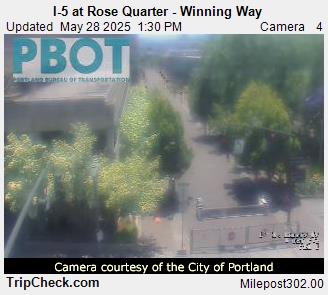 I-5 at Rose Quarter - Winning Way
Updated May 28 2025 1:30 PM Camera 4
PBOT
PORTLAND BUREAU OF TRANSPORTATION
Camera courtesy of the City of Portland
TripCheck.com Milepost302.00